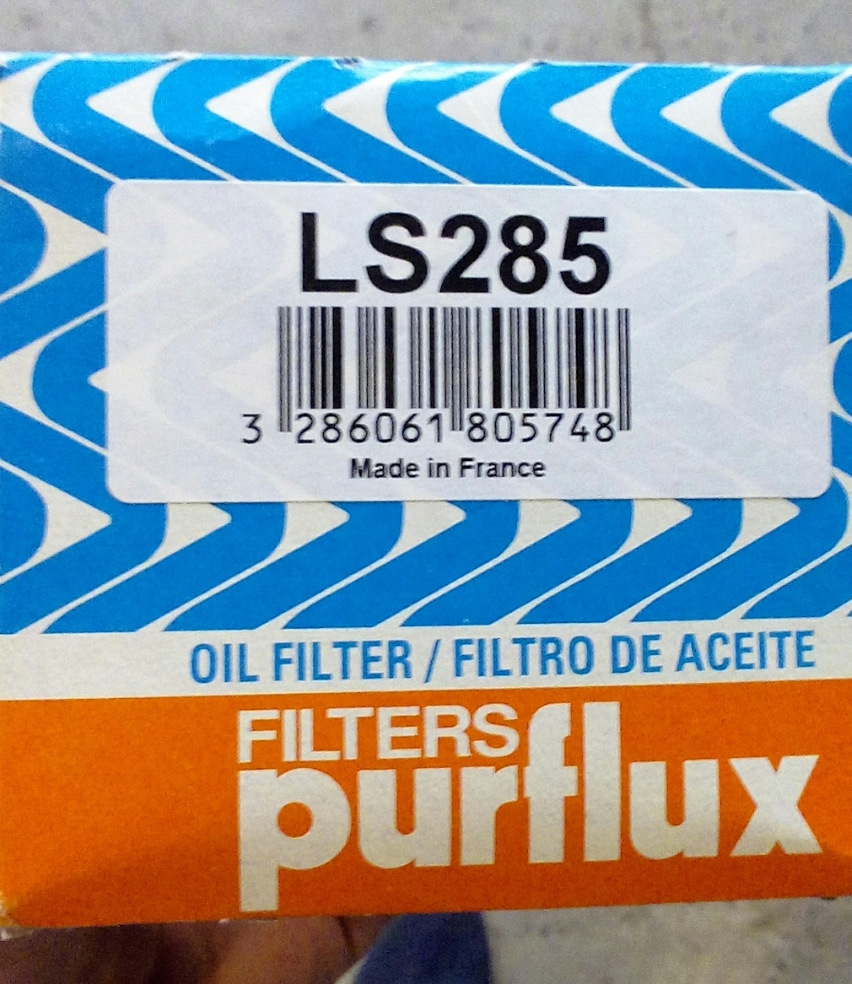 LS285
3 286061 805748
Made in France
OIL FILTER / FILTRO DE ACEITE
FILTERS
purflux